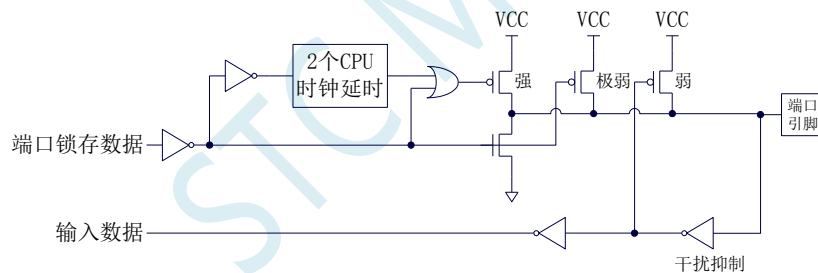 VCC VCC VCC
2个CPU
时钟延时
强 极弱 弱
端口
引脚
端口锁存数据
输入数据
干扰抑制
STC M